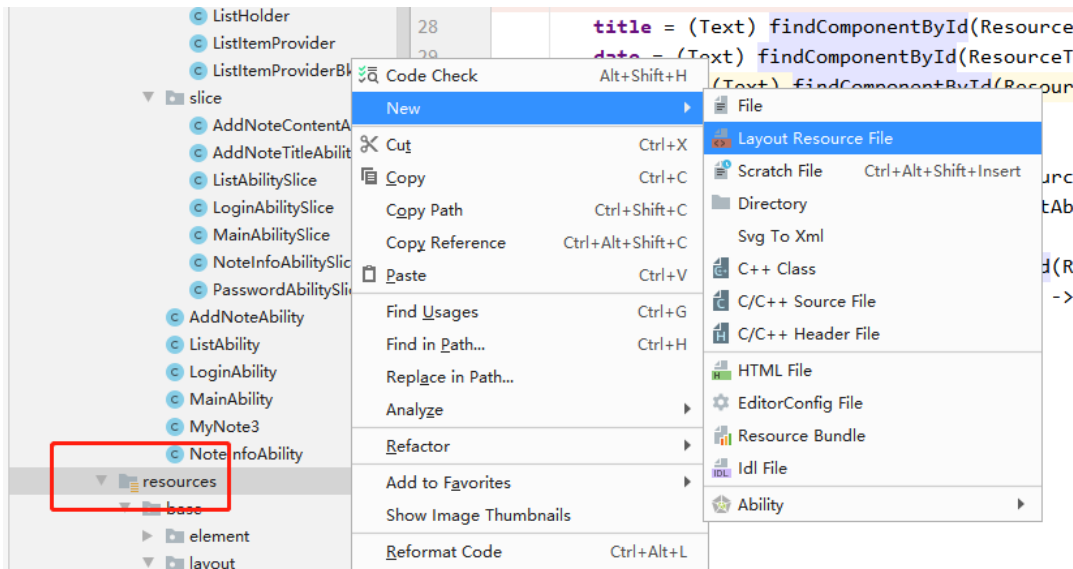 ListHolder
ListItemProvider
ListItemProviderBk
slice
AddNoteContentA
AddNoteTitleAbilit
ListAbilitySlice
LoginAbilitySlice
MainAbilitySlice
NoteInfoAbilitySlic
PasswordAbilitySli
AddNoteAbility
ListAbility
LoginAbility
MainAbility
MyNote3
NoteInfoAbility
resources
base
element
layout
28 title = (Text) findComponentById(Resource
29 date = (Text) findComponentById(ResourceT
(Text) findComponentById(Resour
urc
tAb
d(R
->
Code Check Alt+Shift+H
New
Cut Ctrl+X
Copy Ctrl+C
Copy Path Ctrl+Shift+C
Copy Reference Ctrl+Alt+Shift+C
Paste Ctrl+V
Find Usages Ctrl+G
Find in Path... Ctrl+H
Replace in Path...
Analyze
Refactor
Add to Favorites
Show Image Thumbnails
Reformat Code Ctrl+Alt+L
File
Layout Resource File
Scratch File Ctrl+Alt+Shift+Insert
Directory
Svg To Xml
C++ Class
C/C++ Source File
C/C++ Header File
HTML File
EditorConfig File
Resource Bundle
Idl File
Ability